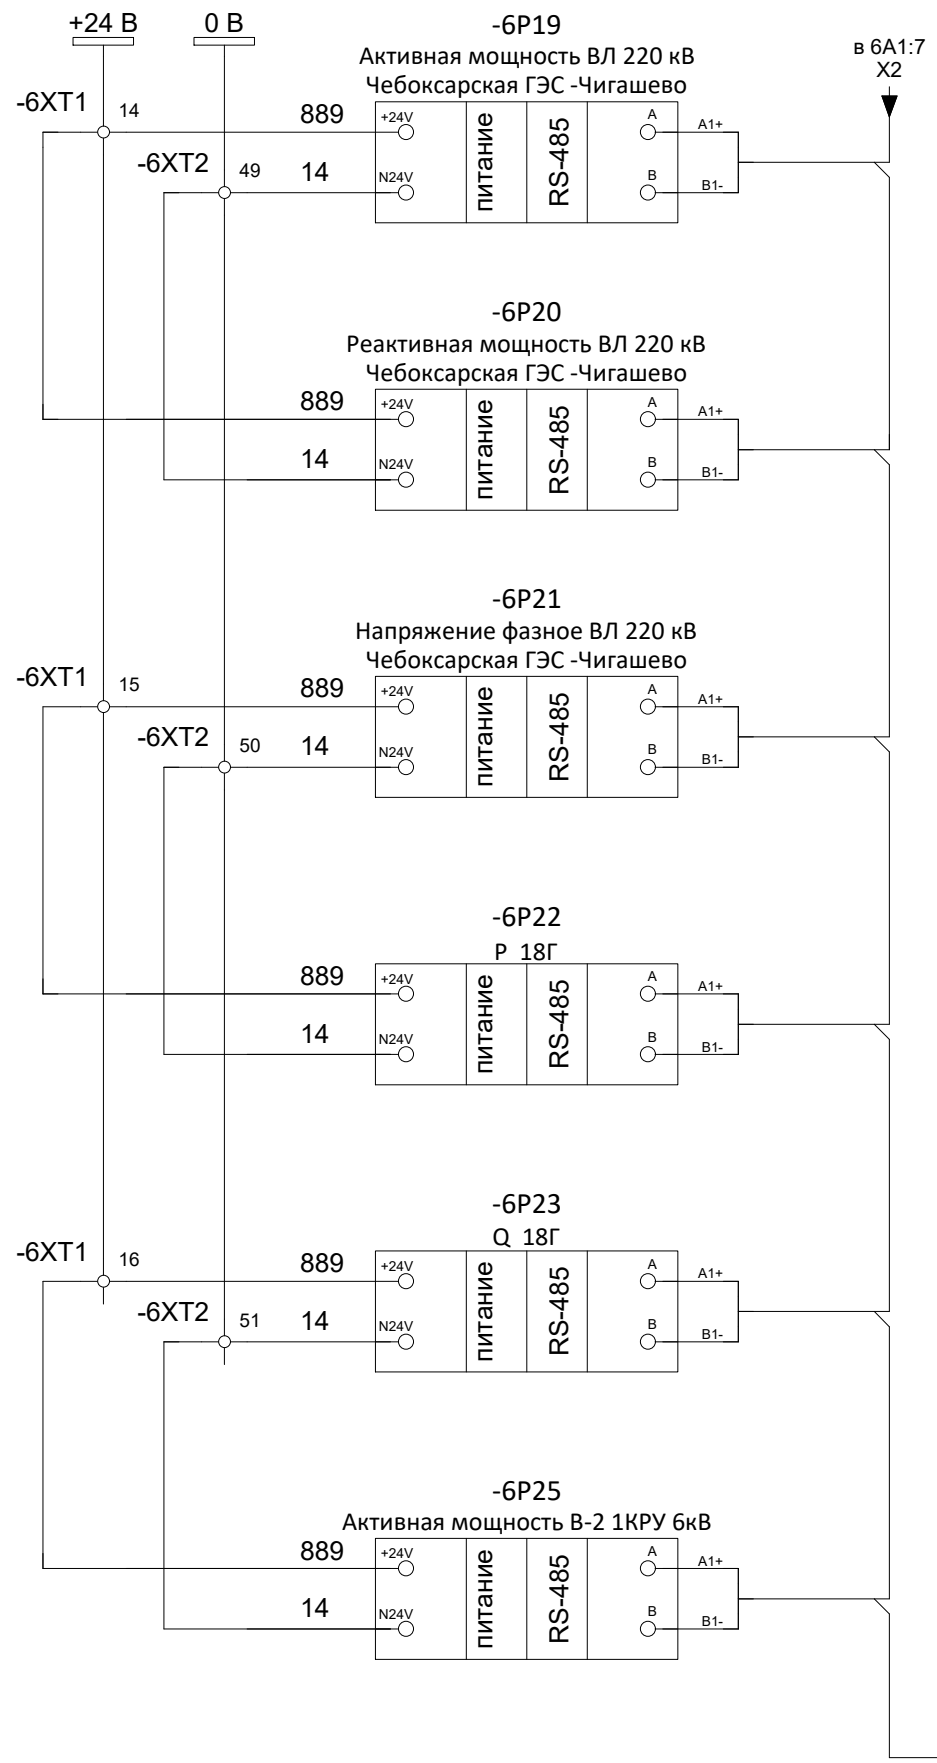 +24 В
0 В
-6P19
Активная мощность ВЛ 220 кВ
Чебоксарская ГЭС -Чигашево
в 6А1:7
X2
-6XT1
14
889
+24V
A
A1+
-6XT2
49
14
N24V
питание
RS-485
B
B1-
-6P20
Реактивная мощность ВЛ 220 кВ
Чебоксарская ГЭС -Чигашево
889
+24V
A
A1+
14
N24V
питание
RS-485
B
B1-
-6P21
Напряжение фазное ВЛ 220 кВ
Чебоксарская ГЭС -Чигашево
-6XT1
15
889
+24V
A
A1+
-6XT2
50
14
N24V
питание
RS-485
B
B1-
-6P22
P_18Г
889
+24V
A
A1+
14
N24V
питание
RS-485
B
B1-
-6P23
Q_18Г
-6XT1
16
889
+24V
A
A1+
-6XT2
51
14
N24V
питание
RS-485
B
B1-
-6P25
Активная мощность В-2 1КРУ 6кВ
889
+24V
A
A1+
14
N24V
питание
RS-485
B
B1-